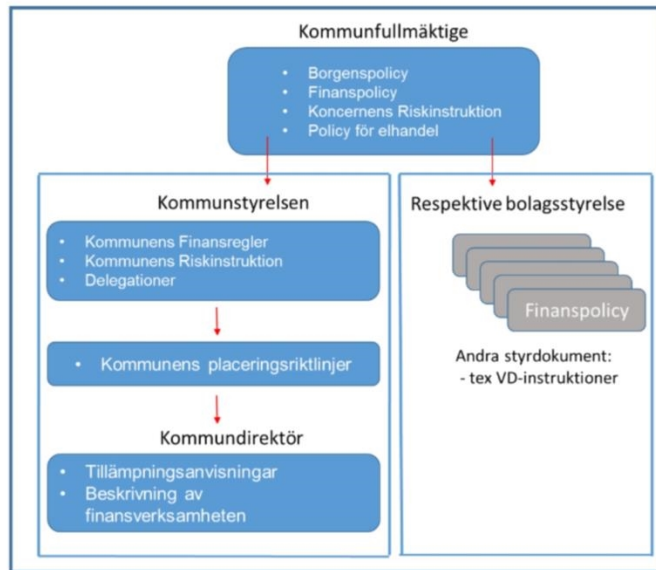 Kommunfullmäktige
• Borgenspolicy
• Finanspolicy
• Koncernens Riskinstruktion
• Policy för elhandel
Kommunstyrelsen
• Kommunens Finansregler
• Kommunens Riskinstruktion
• Delegationer
• Kommunens placeringsriktlinjer
Kommundirektör
• Tillämpningsanvisningar
• Beskrivning av
finansverksamheten
Respektive bolagsstyrelse
Finanspolicy
Andra styrdokument:
- tex VD-instruktioner